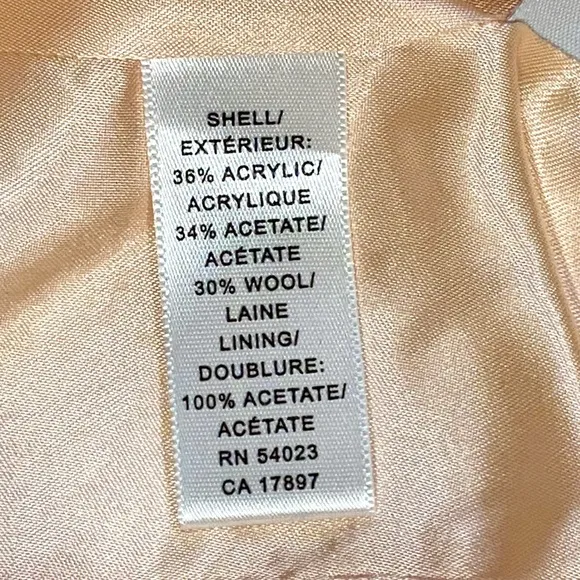 SHELL/
EXTÉRIEUR:
36% ACRYLIC/
ACRYLIQUE
34% ACETATE/
ACÉTATE
30% WOOL/
LAINE
LINING/
DOUBLURE:
100% ACETATE/
ACÉTATE
RN 54023
CA 17897